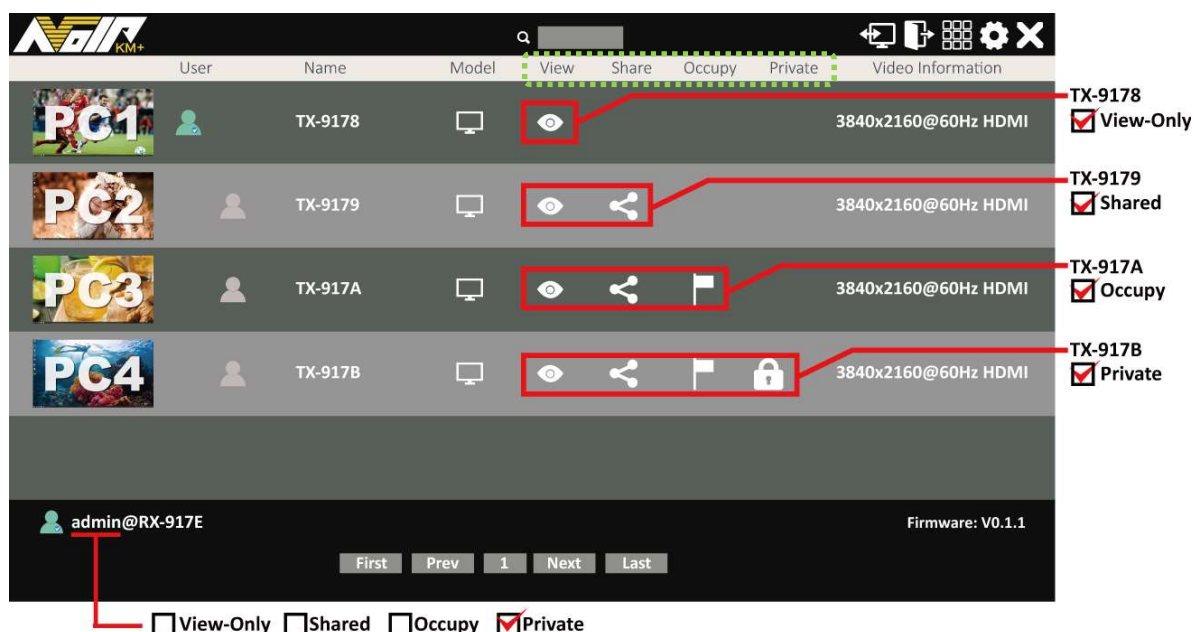 AVoIP KM+
User Name Model View Share Occupy Private Video Information
PC1 TX-9178 3840x2160@60Hz HDMI
TX-9178
View-Only
PC2 TX-9179 3840x2160@60Hz HDMI
TX-9179
Shared
PC3 TX-917A 3840x2160@60Hz HDMI
TX-917A
Occupy
PC4 TX-917B 3840x2160@60Hz HDMI
TX-917B
Private
admin@RX-917E Firmware: V0.1.1
First Prev 1 Next Last
View-Only Shared Occupy Private